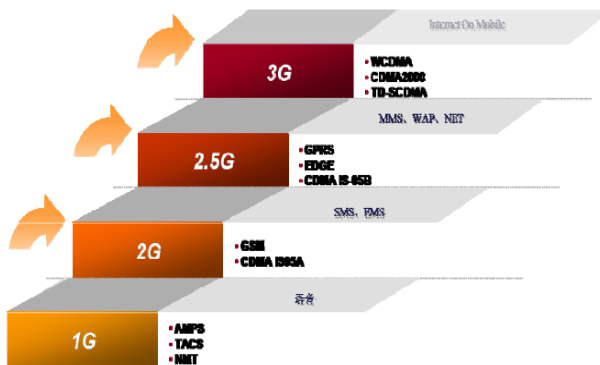 Internet On Mobile
3G
• WCDMA
• CDMA2000
• TD-SCDMA
MMS、WAP、NET
2.5G
• GPRS
• EDGE
• CDMA IS-95B
SMS、EMS
2G
• GSM
• CDMA IS95A
语音
1G
• AMPS
• TACS
• NMT